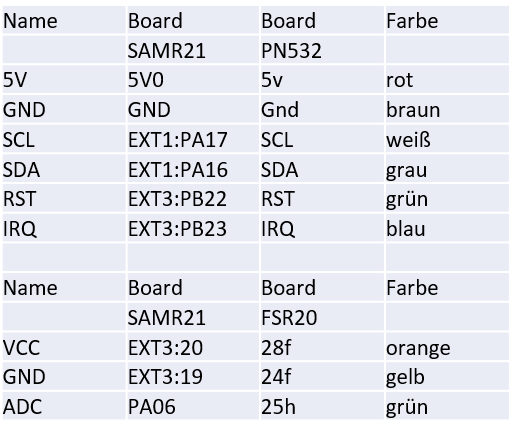 Name Board Board Farbe
SAMR21 PN532
5V 5V0 5v rot
GND GND Gnd braun
SCL EXT1:PA17 SCL weiß
SDA EXT1:PA16 SDA grau
RST EXT3:PB22 RST grün
IRQ EXT3:PB23 IRQ blau
Name Board Board Farbe
SAMR21 FSR20
VCC EXT3:20 28f orange
GND EXT3:19 24f gelb
ADC PA06 25h grün